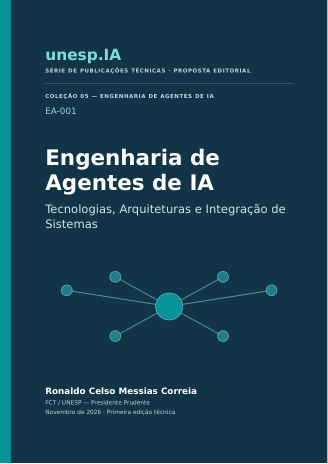 unesp.IA
SÉRIE DE PUBLICAÇÕES TÉCNICAS · PROPOSTA EDITORIAL
COLEÇÃO 05 — ENGENHARIA DE AGENTES DE IA
EA-001
Engenharia de
Agentes de IA
Tecnologias, Arquiteturas e Integração de
Sistemas
Ronaldo Celso Messias Correia
FCT / UNESP — Presidente Prudente
Novembro de 2026 · Primeira edição técnica